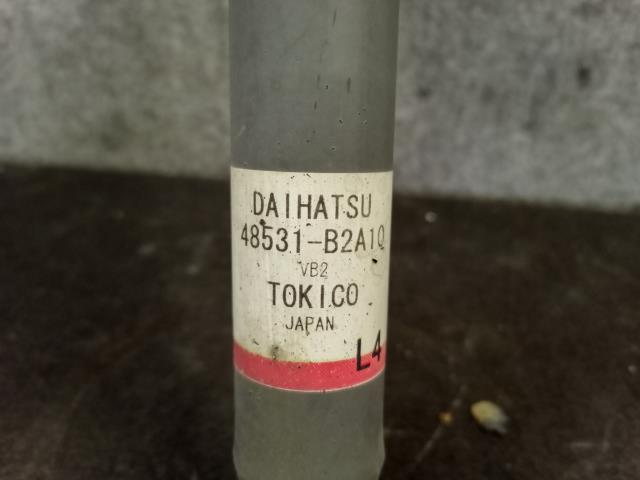 DAIHATSU
48531-B2A10
VB2
TOKICO
JAPAN
L4